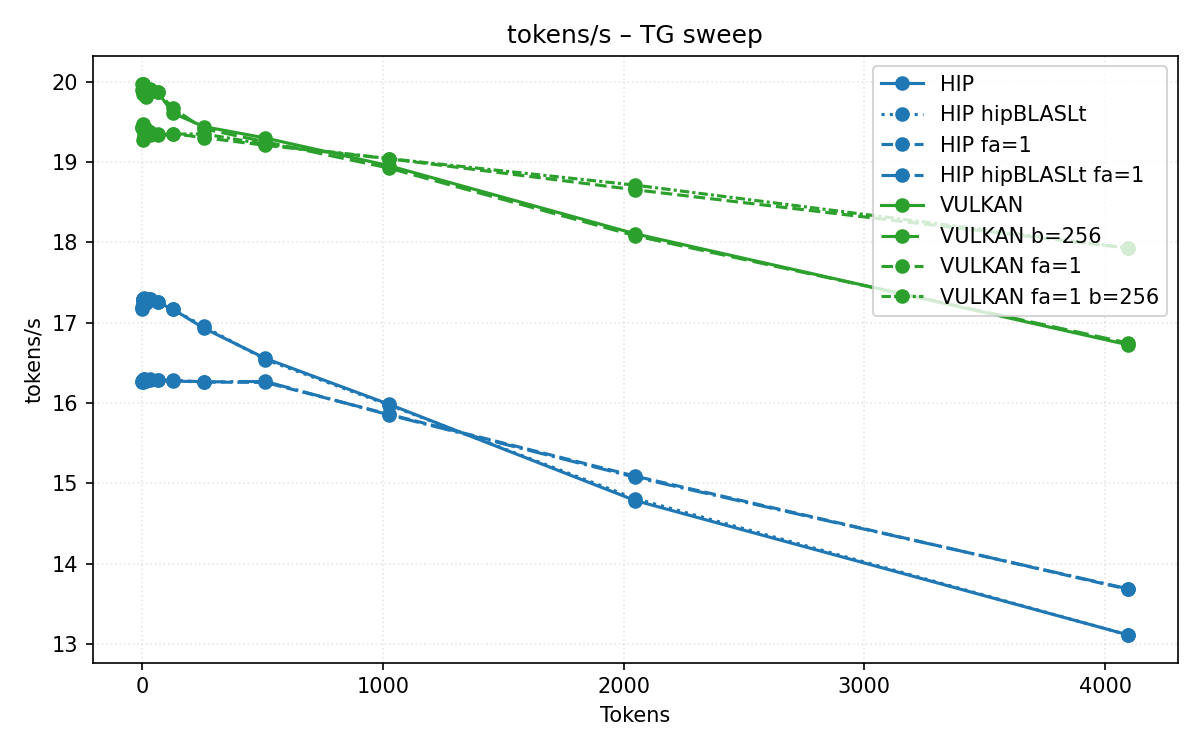 tokens/s – TG sweep
HIP
HIP hipBLASLt
HIP fa=1
HIP hipBLASLt fa=1
VULKAN
VULKAN b=256
VULKAN fa=1
VULKAN fa=1 b=256
tokens/s
20
19
18
17
16
15
14
13
0 1000 2000 3000 4000
Tokens